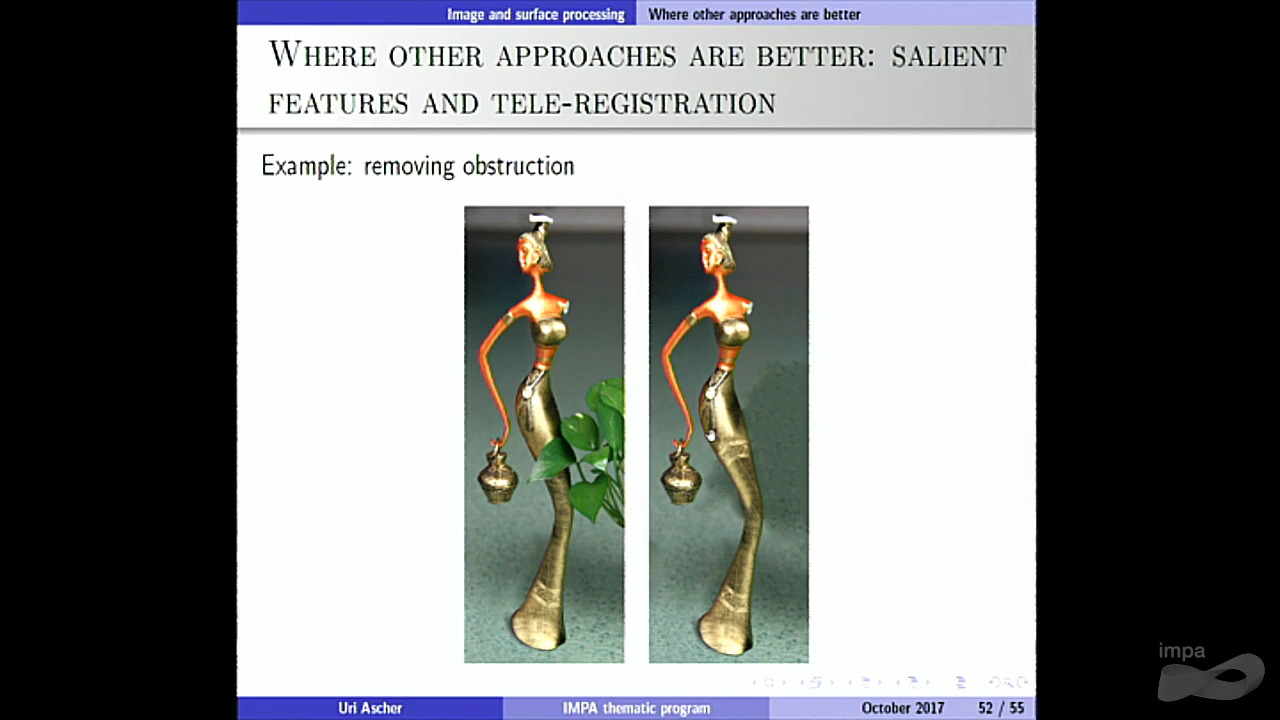 Image and surface processing
Where other approaches are better
WHERE OTHER APPROACHES ARE BETTER: SALIENT
FEATURES AND TELE-REGISTRATION
Example: removing obstruction
impa
Uri Ascher
IMPA thematic program
October 2017
52 / 55